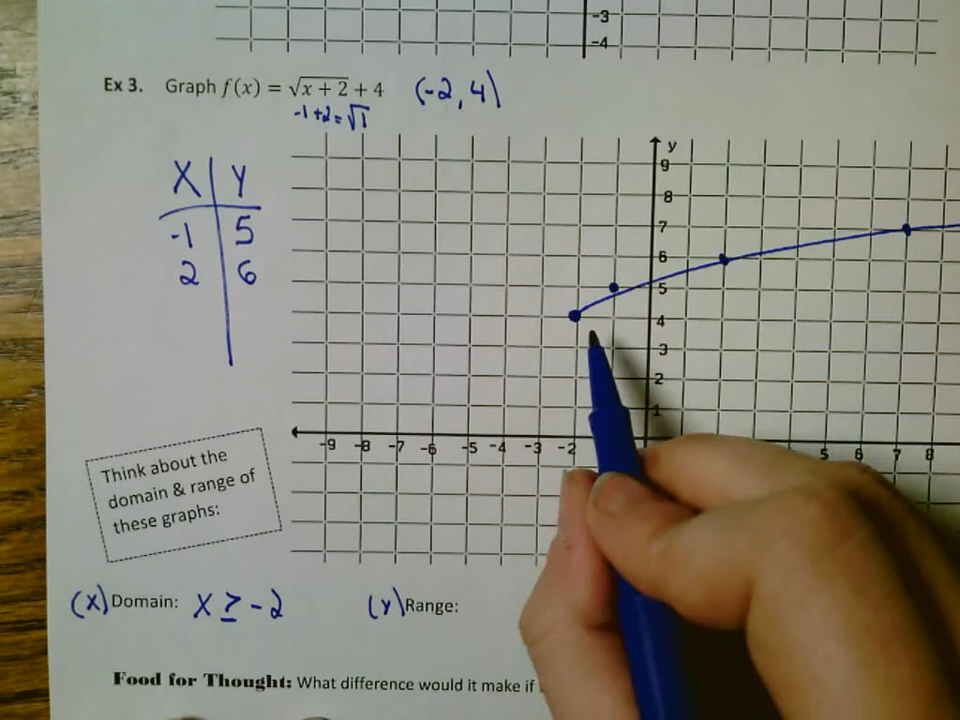 -3
-4
Ex 3. Graph f(x) = √x + 2 + 4 (-2, 4)
-1 +2 = √1
X | Y
-1 5
2 6
y
9
8
7
6
5
4
3
2
1
-9 -8 -7 -6 -5 -4 -3 -2 5 6 7 8
Think about the
domain & range of
these graphs:
(X) Domain: X ≥ -2 (Y) Range:
Food for Thought: What difference would it make if